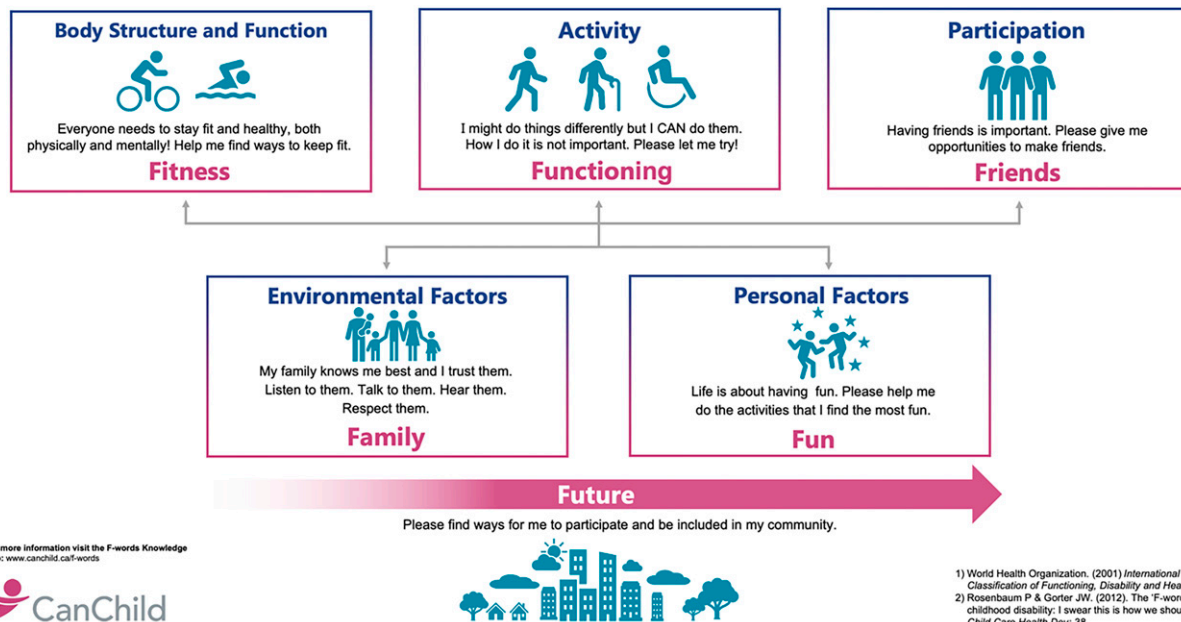 Body Structure and Function
Everyone needs to stay fit and healthy, both
physically and mentally! Help me find ways to keep fit.
Fitness
Activity
I might do things differently but I CAN do them.
How I do it is not important. Please let me try!
Functioning
Participation
Having friends is important. Please give me
opportunities to make friends.
Friends
Environmental Factors
My family knows me best and I trust them.
Listen to them. Talk to them. Hear them.
Respect them.
Family
Personal Factors
Life is about having fun. Please help me
do the activities that I find the most fun.
Fun
Future
Please find ways for me to participate and be included in my community.
more information visit the F-words Knowledge
www.canchild.ca/f-words
CanChild
1) World Health Organization. (2001) International
Classification of Functioning, Disability and
2) Rosenbaum P & Gorter JW. (2012). The
childhood disability: I swear this is how we
Child Care Health Dev; 38